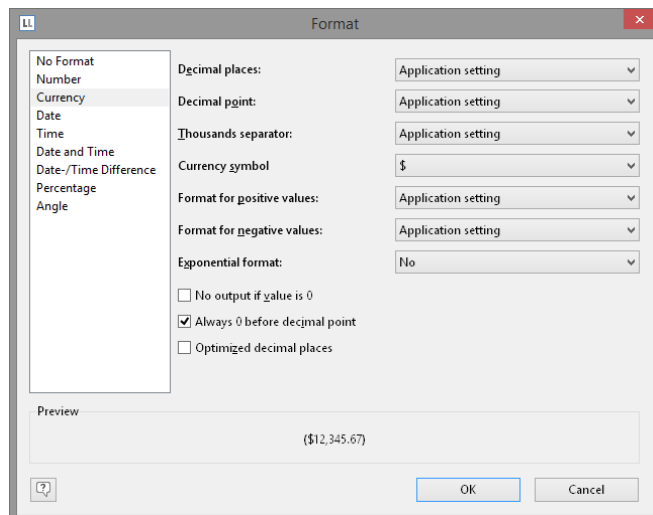 LL
Format
No Format
Number
Currency
Date
Time
Date and Time
Date-/Time Difference
Percentage
Angle
Decimal places: Application setting
Decimal point: Application setting
Thousands separator: Application setting
Currency symbol $
Format for positive values: Application setting
Format for negative values: Application setting
Exponential format: No
No output if value is 0
Always 0 before decimal point
Optimized decimal places
Preview
($12,345.67)
OK Cancel